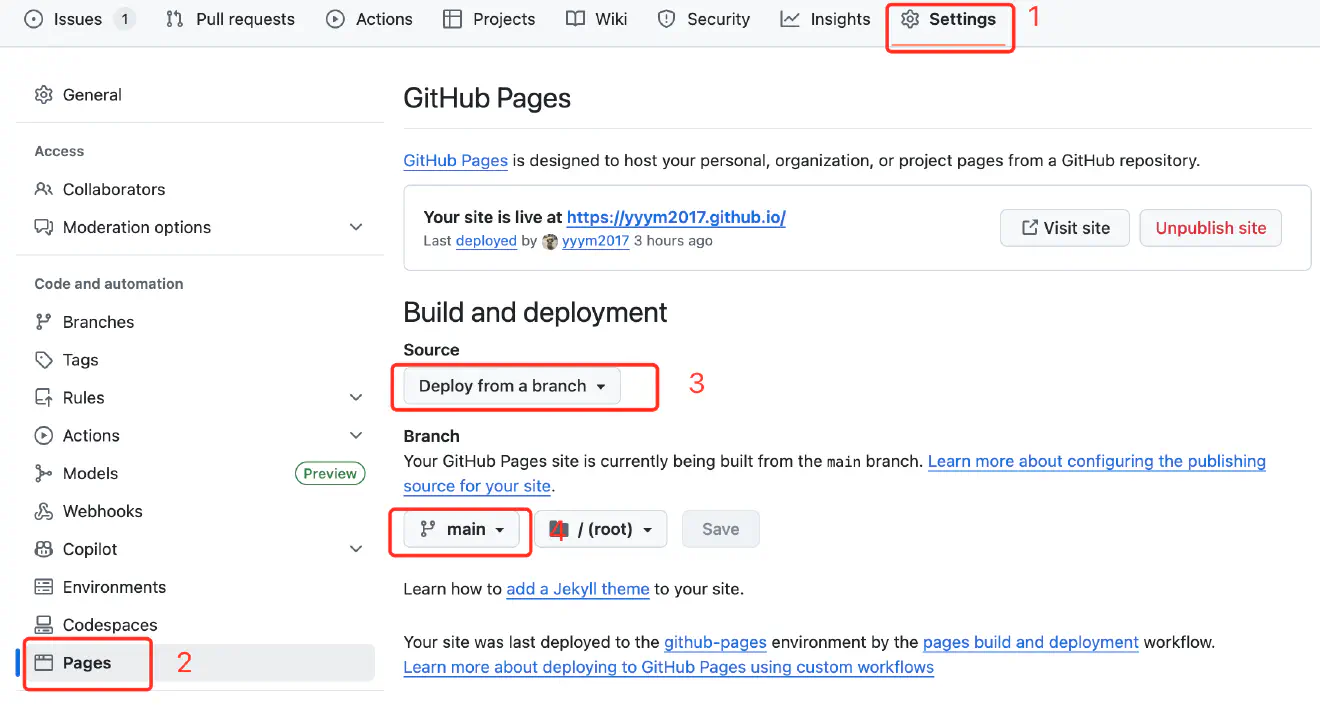 Issues 1 Pull requests Actions Projects Wiki Security Insights Settings 1
General
Access
Collaborators
Moderation options
Code and automation
Branches
Tags
Rules
Actions
Models Preview
Webhooks
Copilot
Environments
Codespaces
Pages 2
GitHub Pages
GitHub Pages is designed to host your personal, organization, or project pages from a GitHub repository.
Your site is live at https://yyym2017.github.io/
Last deployed by yyym2017 3 hours ago
Visit site Unpublish site
Build and deployment
Source
Deploy from a branch 3
Branch
Your GitHub Pages site is currently being built from the main branch. Learn more about configuring the publishing
source for your site.
main 4 / (root) Save
Learn how to add a Jekyll theme to your site.
Your site was last deployed to the github-pages environment by the pages build and deployment workflow.
Learn more about deploying to GitHub Pages using custom workflows